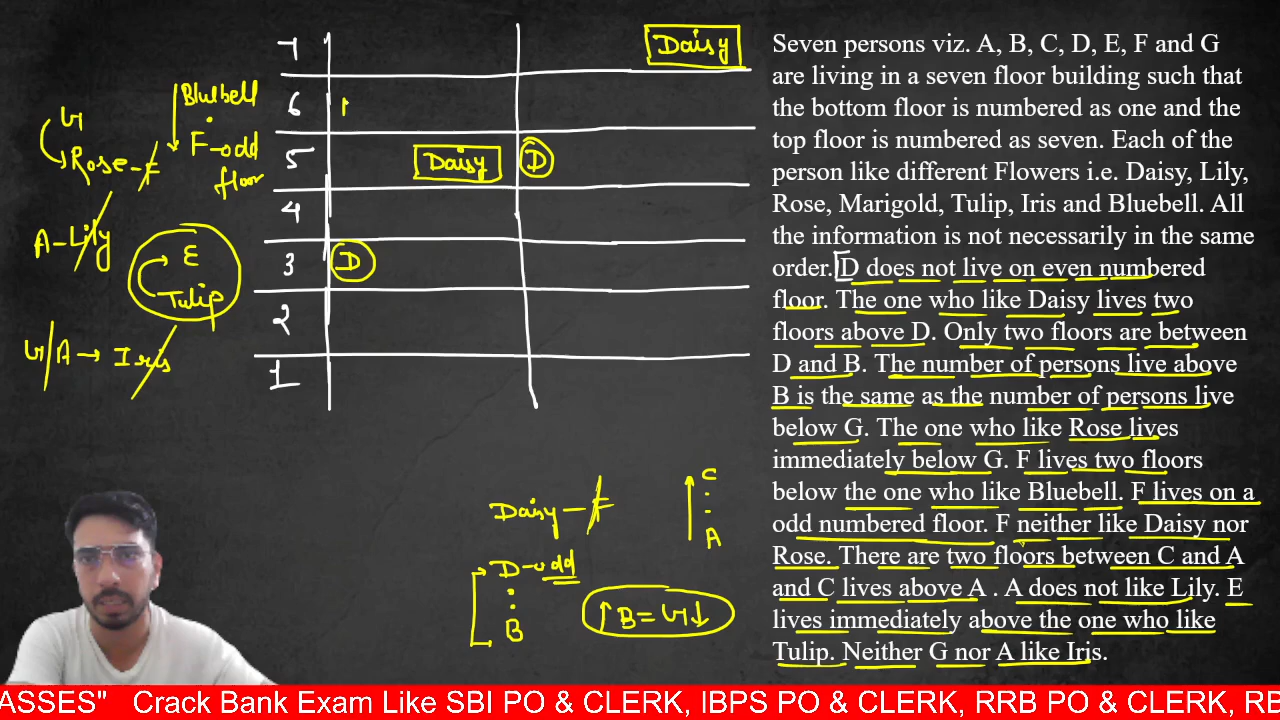 7
Daisy
6
5
Daisy
D
4
3
D
2
1
Bluebell
F-odd
floor
G
Rose-F
A-Lily
E
Tulip
G/A → Iris
Daisy-F
C
A
D-odd
B
↑B=G↓
Seven persons viz. A, B, C, D, E, F and G
are living in a seven floor building such that
the bottom floor is numbered as one and the
top floor is numbered as seven. Each of the
person like different Flowers i.e. Daisy, Lily,
Rose, Marigold, Tulip, Iris and Bluebell. All
the information is not necessarily in the same
order. D does not live on even numbered
floor. The one who like Daisy lives two
floors above D. Only two floors are between
D and B. The number of persons live above
B is the same as the number of persons live
below G. The one who like Rose lives
immediately below G. F lives two floors
below the one who like Bluebell. F lives on a
odd numbered floor. F neither like Daisy nor
Rose. There are two floors between C and A
and C lives above A . A does not like Lily. E
lives immediately above the one who like
Tulip. Neither G nor A like Iris.
ASSES" Crack Bank Exam Like SBI PO & CLERK, IBPS PO & CLERK, RRB PO & CLERK, RB